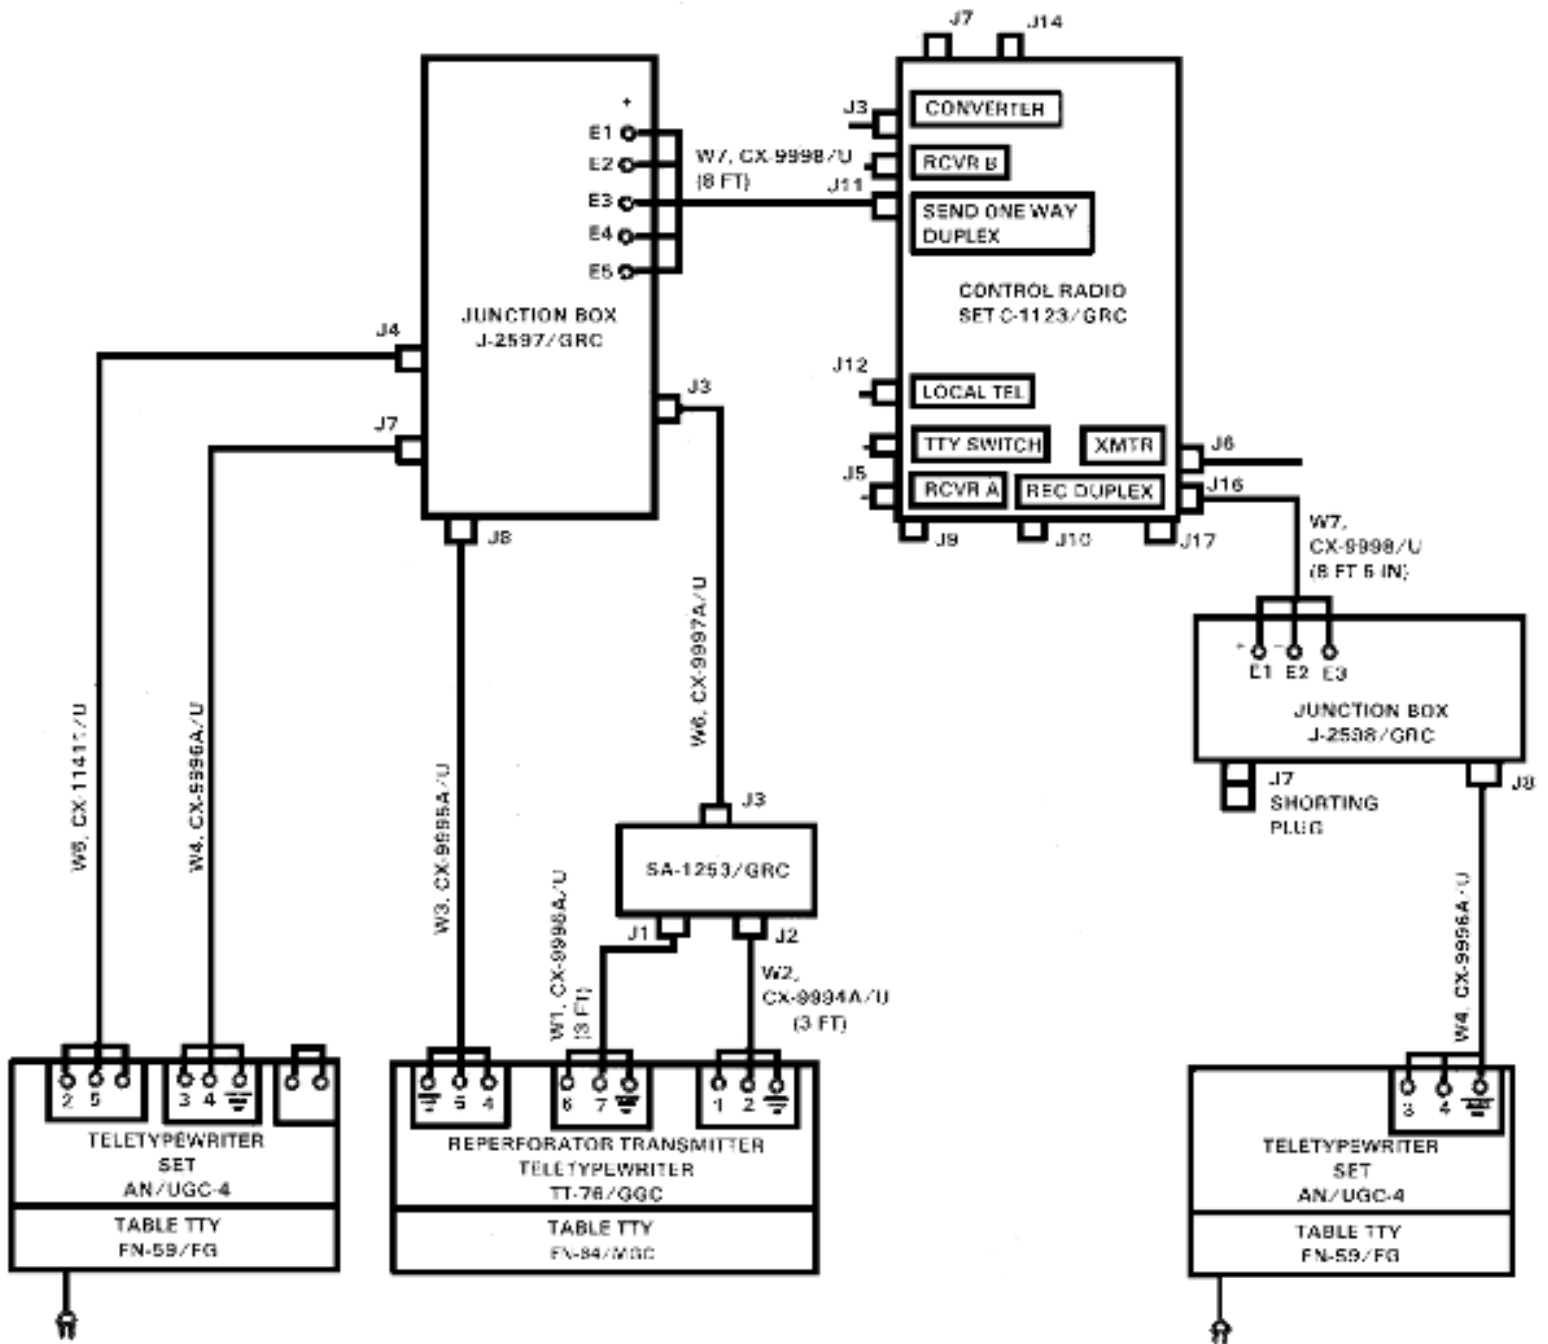 J7
J14
J3
CONVERTER
+
E1
E2
E3
E4
E5
W7, CX-9998/U
(8 FT)
J11
RCVR B
SEND ONE WAY
DUPLEX
CONTROL RADIO
SET C-1123/GRC
JUNCTION BOX
J-2597/GRC
J4
J7
J3
J8
J12
LOCAL TEL
TTY SWITCH
XMTR
J6
J5
RCVR A
REC DUPLEX
J16
J9
J10
J17
W7,
CX-9998/U
(8 FT 6 IN)
+
−
E1
E2
E3
JUNCTION BOX
J-2598/GRC
J7
SHORTING
PLUG
J8
W5, CX-11411/U
W4, CX-9996A/U
W3, CX-9995A/U
W6, CX-9997A/U
J3
SA-1253/GRC
J1
J2
W1, CX-9996A/U
(3 FT)
W2,
CX-9994A/U
(3 FT)
W4, CX-9996A/U
2 5
3 4
TELETYPEWRITER
SET
AN/UGC-4
TABLE TTY
FN-59/FG
5 4
6 7
1 2
REPERFORATOR TRANSMITTER
TELETYPEWRITER
TT-76/GGC
TABLE TTY
FN-84/MGC
3 4
TELETYPEWRITER
SET
AN/UGC-4
TABLE TTY
FN-59/FG